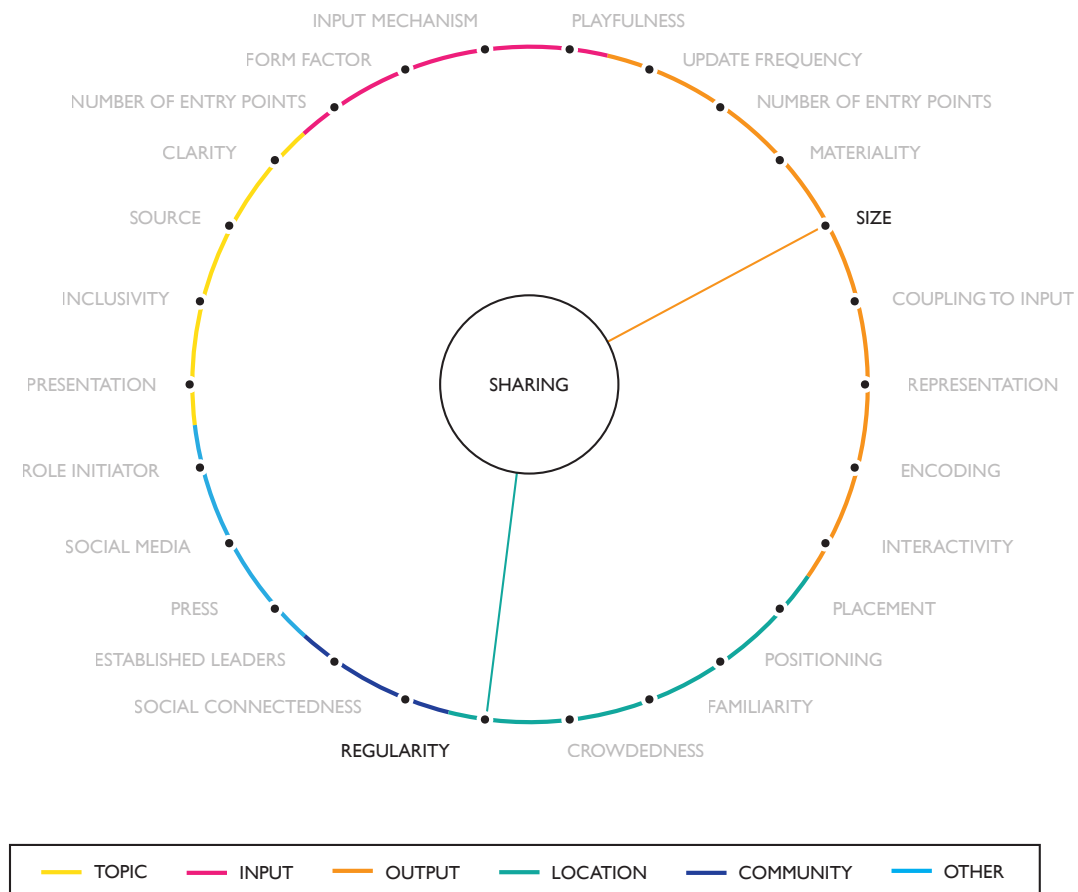 INPUT MECHANISM
PLAYFULNESS
FORM FACTOR
UPDATE FREQUENCY
NUMBER OF ENTRY POINTS
NUMBER OF ENTRY POINTS
CLARITY
MATERIALITY
SOURCE
SIZE
INCLUSIVITY
COUPLING TO INPUT
PRESENTATION
SHARING
REPRESENTATION
ROLE INITIATOR
ENCODING
SOCIAL MEDIA
INTERACTIVITY
PRESS
PLACEMENT
ESTABLISHED LEADERS
POSITIONING
SOCIAL CONNECTEDNESS
FAMILIARITY
REGULARITY
CROWDEDNESS
TOPIC
INPUT
OUTPUT
LOCATION
COMMUNITY
OTHER